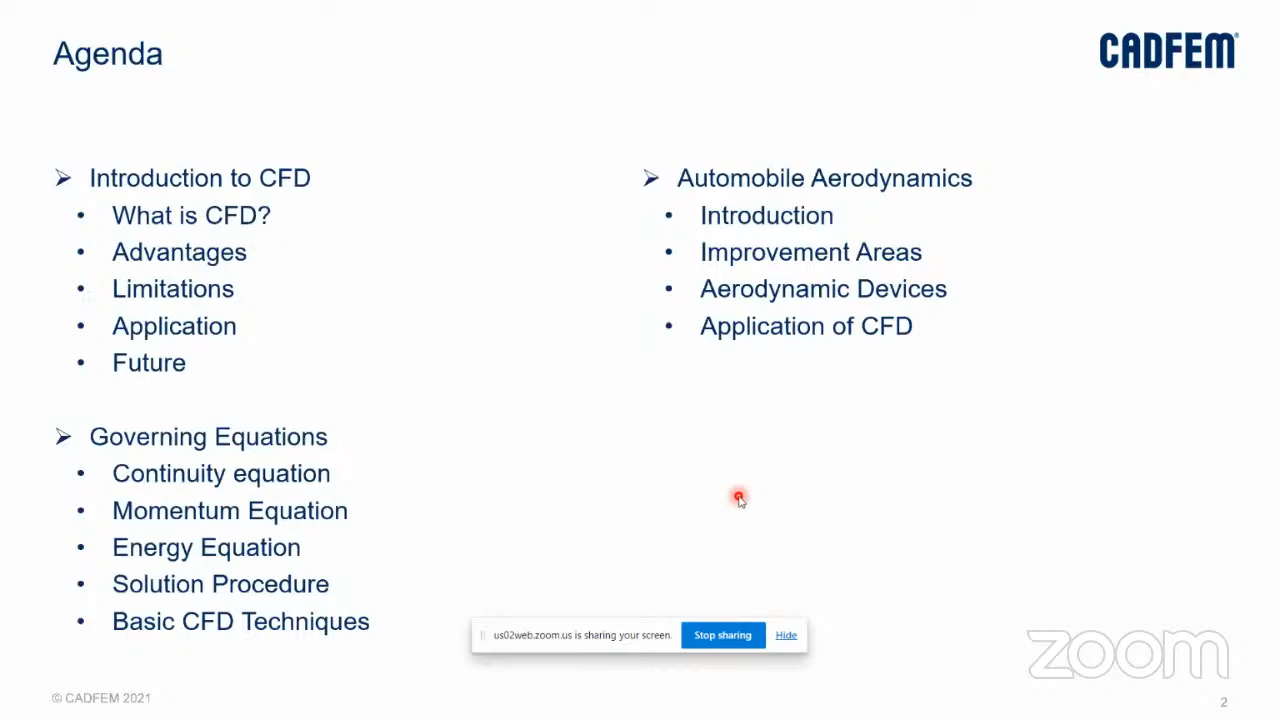 Agenda
CADFEM
Introduction to CFD
What is CFD?
Advantages
Limitations
Application
Future
Governing Equations
Continuity equation
Momentum Equation
Energy Equation
Solution Procedure
Basic CFD Techniques
Automobile Aerodynamics
Introduction
Improvement Areas
Aerodynamic Devices
Application of CFD
us02web.zoom.us is sharing your screen. Stop sharing Hide
zoom
© CADFEM 2021
2